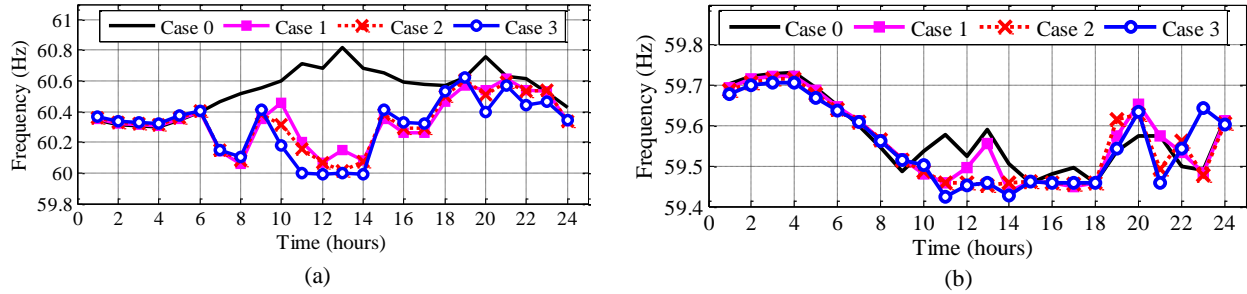 Case 0 Case 1 Case 2 Case 3
Frequency (Hz)
61
60.8
60.6
60.4
60.2
60
59.8
0 2 4 6 8 10 12 14 16 18 20 22 24
Time (hours)
(a)
Case 0 Case 1 Case 2 Case 3
Frequency (Hz)
59.8
59.7
59.6
59.5
59.4
0 2 4 6 8 10 12 14 16 18 20 22 24
Time (hours)
(b)